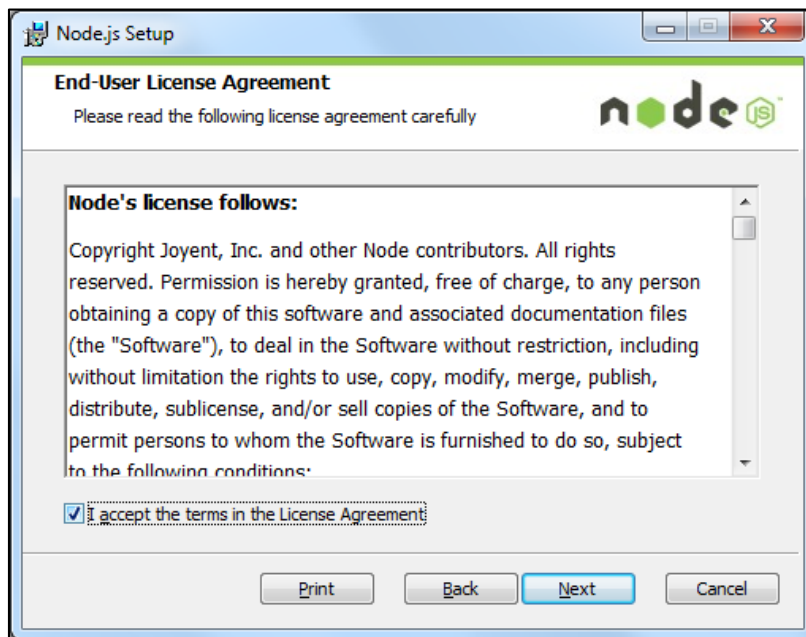 Node.js Setup
End-User License Agreement
Please read the following license agreement carefully
node JS™
Node's license follows:
Copyright Joyent, Inc. and other Node contributors. All rights
reserved. Permission is hereby granted, free of charge, to any person
obtaining a copy of this software and associated documentation files
(the "Software"), to deal in the Software without restriction, including
without limitation the rights to use, copy, modify, merge, publish,
distribute, sublicense, and/or sell copies of the Software, and to
permit persons to whom the Software is furnished to do so, subject
to the following conditions:
I accept the terms in the License Agreement
Print
Back
Next
Cancel